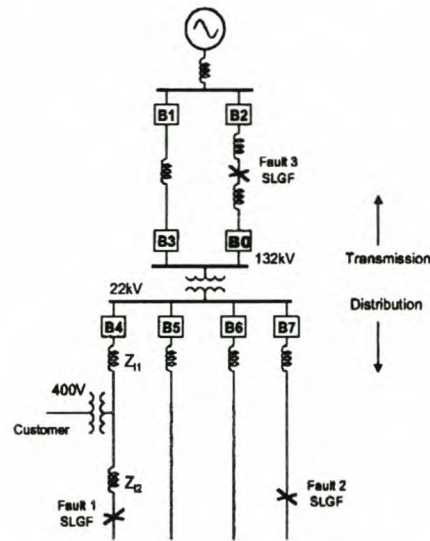 B1
B2
Fault 3
SLGF
B3
B0
132kV
Transmission
22kV
Distribution
B4
B5
B6
B7
Zl1
400V
Customer
Zl2
Fault 1
SLGF
Fault 2
SLGF